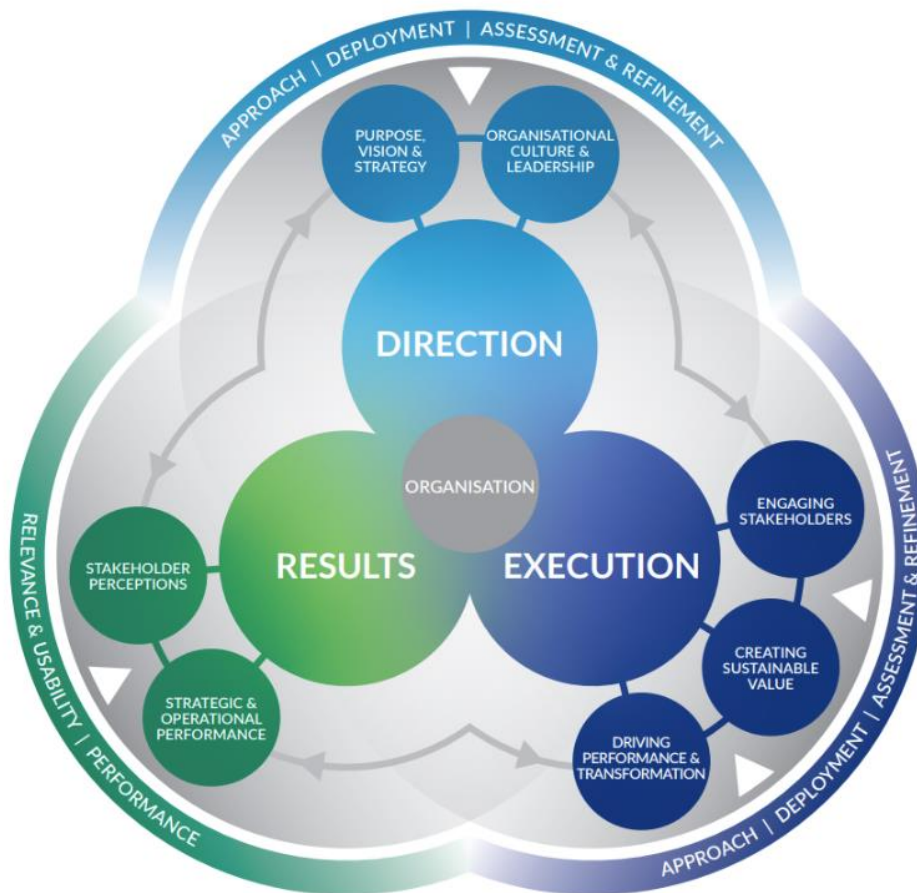 APPROACH | DEPLOYMENT | ASSESSMENT & REFINEMENT
PURPOSE,
VISION &
STRATEGY
ORGANISATIONAL
CULTURE &
LEADERSHIP
DIRECTION
ORGANISATION
RESULTS
EXECUTION
ENGAGING
STAKEHOLDERS
CREATING
SUSTAINABLE
VALUE
DRIVING
PERFORMANCE &
TRANSFORMATION
APPROACH | DEPLOYMENT | ASSESSMENT & REFINEMENT
STAKEHOLDER
PERCEPTIONS
STRATEGIC &
OPERATIONAL
PERFORMANCE
RELEVANCE & USABILITY | PERFORMANCE